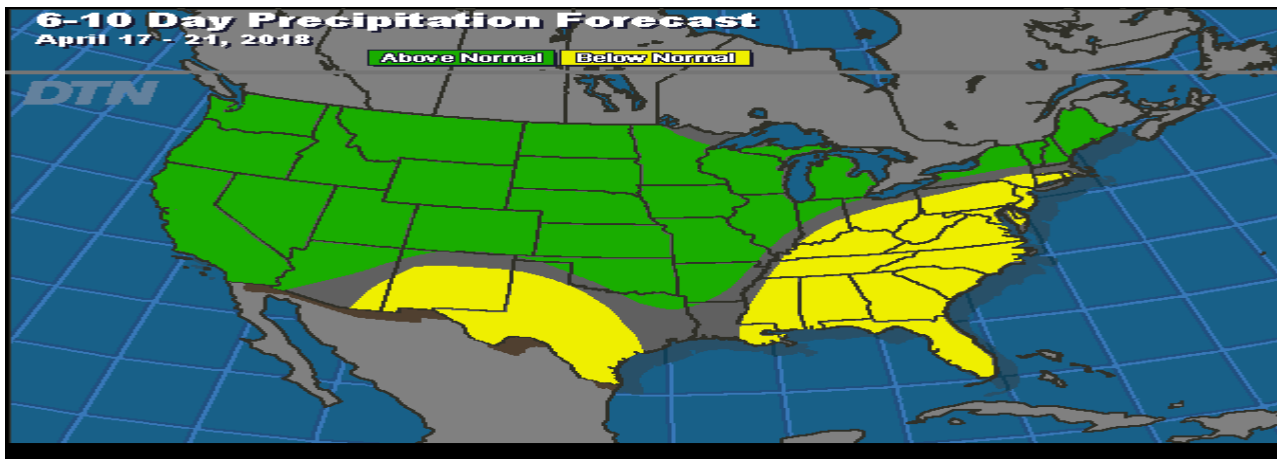 6-10 Day Precipitation Forecast
April 17 - 21, 2018
Above Normal Below Normal
DTN